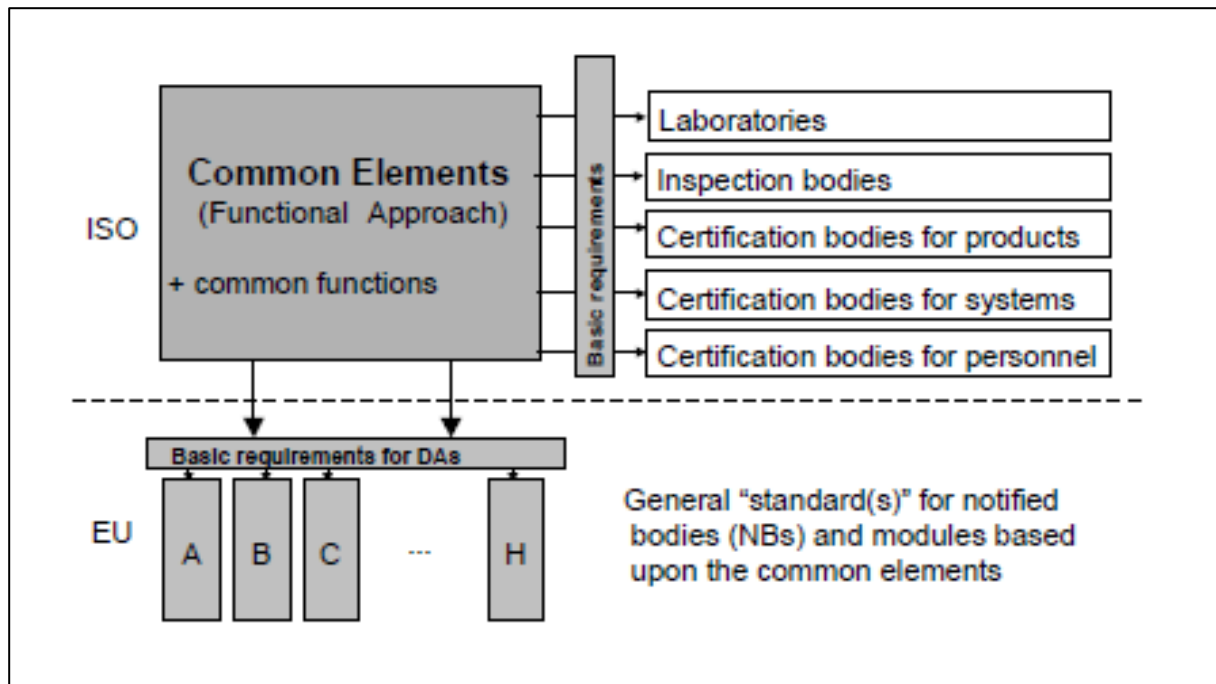 Common Elements
(Functional Approach)
+ common functions
ISO
Basic requirements
Laboratories
Inspection bodies
Certification bodies for products
Certification bodies for systems
Certification bodies for personnel
Basic requirements for DAs
EU
A
B
C
---
H
General “standard(s)” for notified
bodies (NBs) and modules based
upon the common elements